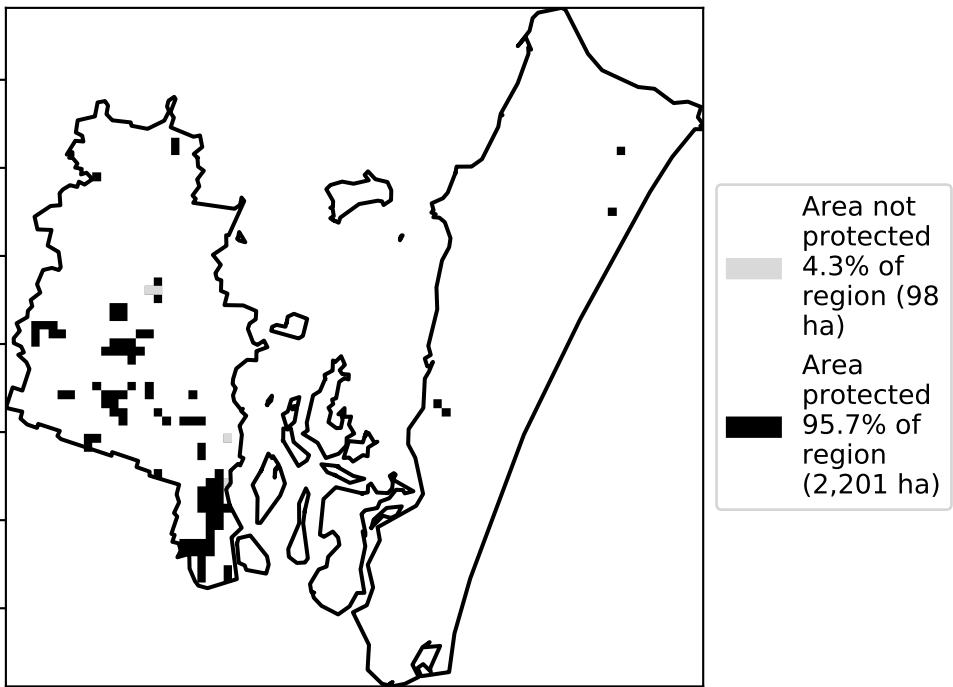 Area not
protected
4.3% of
region (98
ha)
Area
protected
95.7% of
region
(2,201 ha)